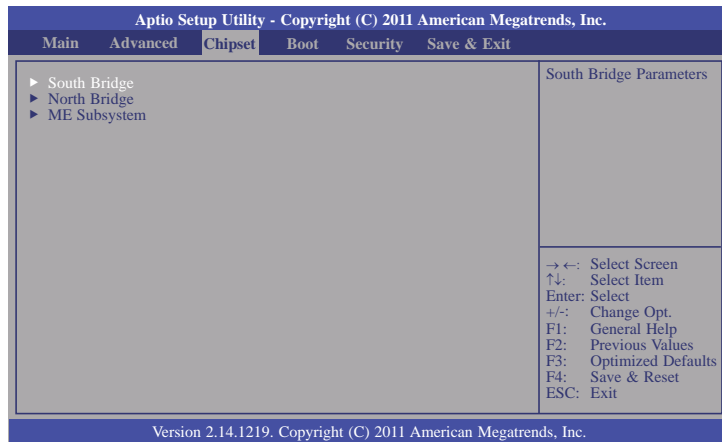 Aptio Setup Utility - Copyright (C) 2011 American Megatrends, Inc.
Main Advanced Chipset Boot Security Save & Exit
► South Bridge
► North Bridge
► ME Subsystem
South Bridge Parameters
→←: Select Screen
↑↓: Select Item
Enter: Select
+/-: Change Opt.
F1: General Help
F2: Previous Values
F3: Optimized Defaults
F4: Save & Reset
ESC: Exit
Version 2.14.1219. Copyright (C) 2011 American Megatrends, Inc.